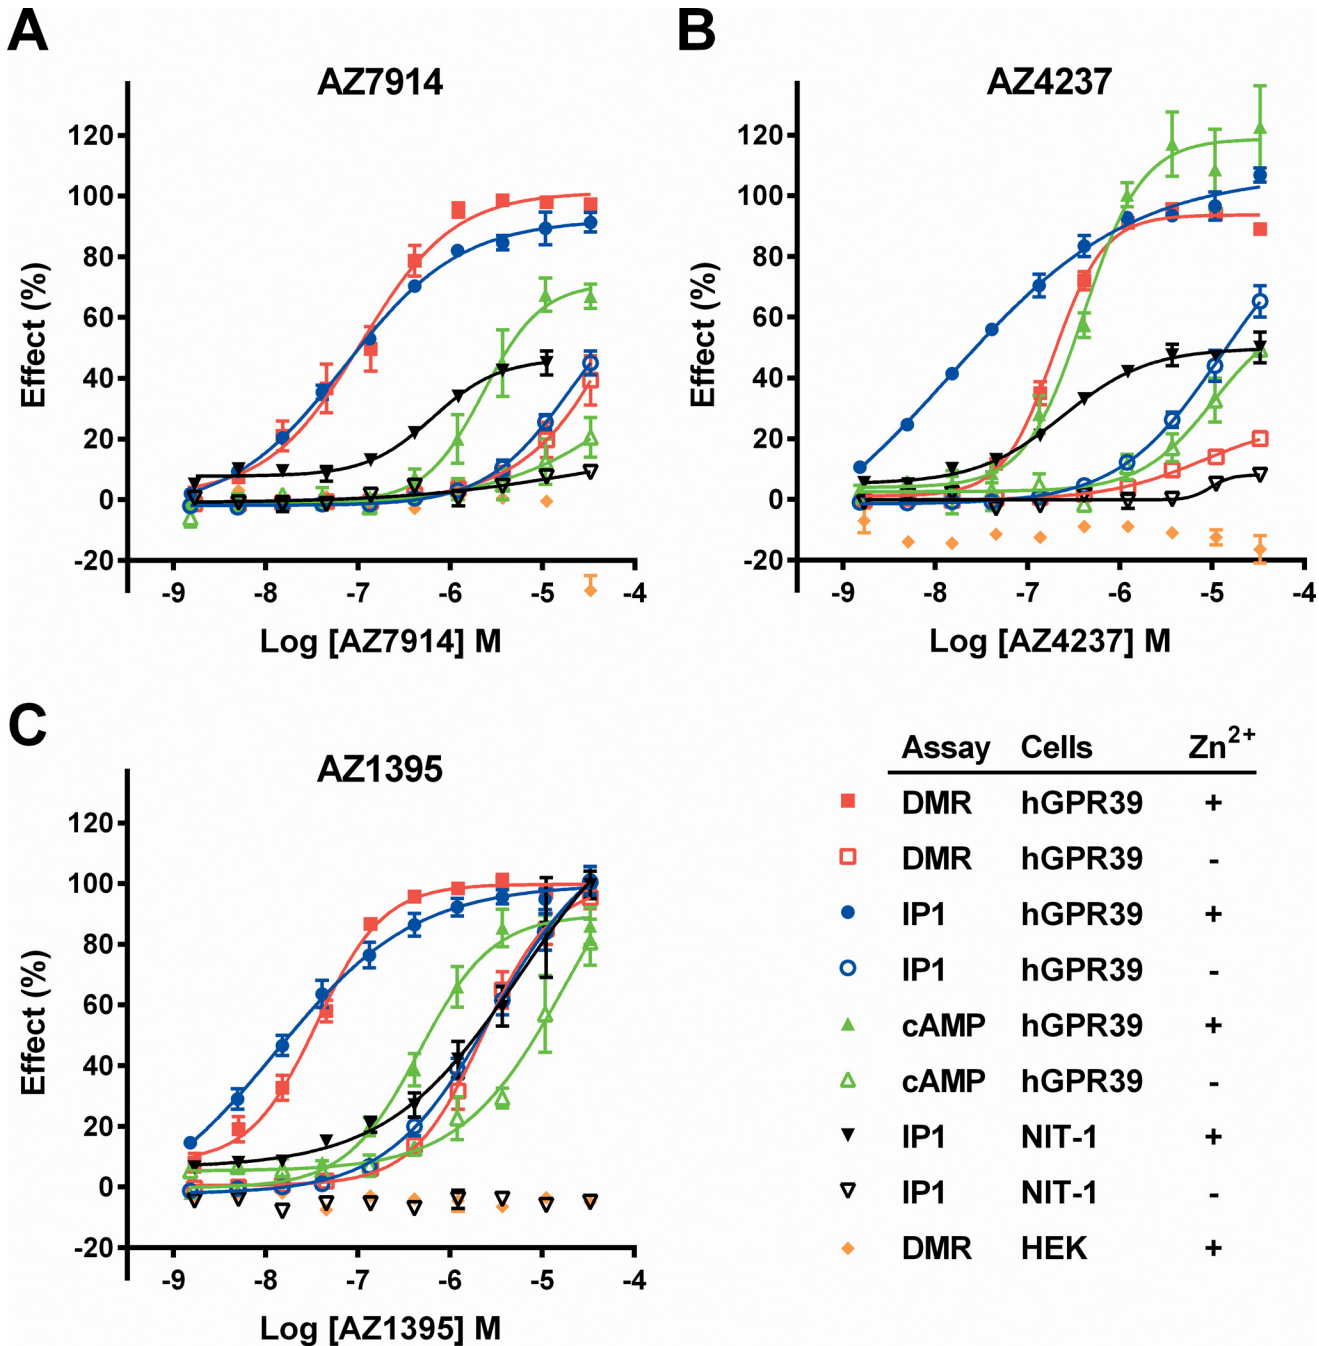 A
AZ7914
120
100
80
60
40
20
0
-20
Effect (%)
-9 -8 -7 -6 -5 -4
Log [AZ7914] M
B
AZ4237
120
100
80
60
40
20
0
-20
Effect (%)
-9 -8 -7 -6 -5 -4
Log [AZ4237] M
C
AZ1395
120
100
80
60
40
20
0
-20
Effect (%)
-9 -8 -7 -6 -5 -4
Log [AZ1395] M
Assay Cells Zn²⁺
DMR hGPR39 +
DMR hGPR39 -
IP1 hGPR39 +
IP1 hGPR39 -
cAMP hGPR39 +
cAMP hGPR39 -
IP1 NIT-1 +
IP1 NIT-1 -
DMR HEK +